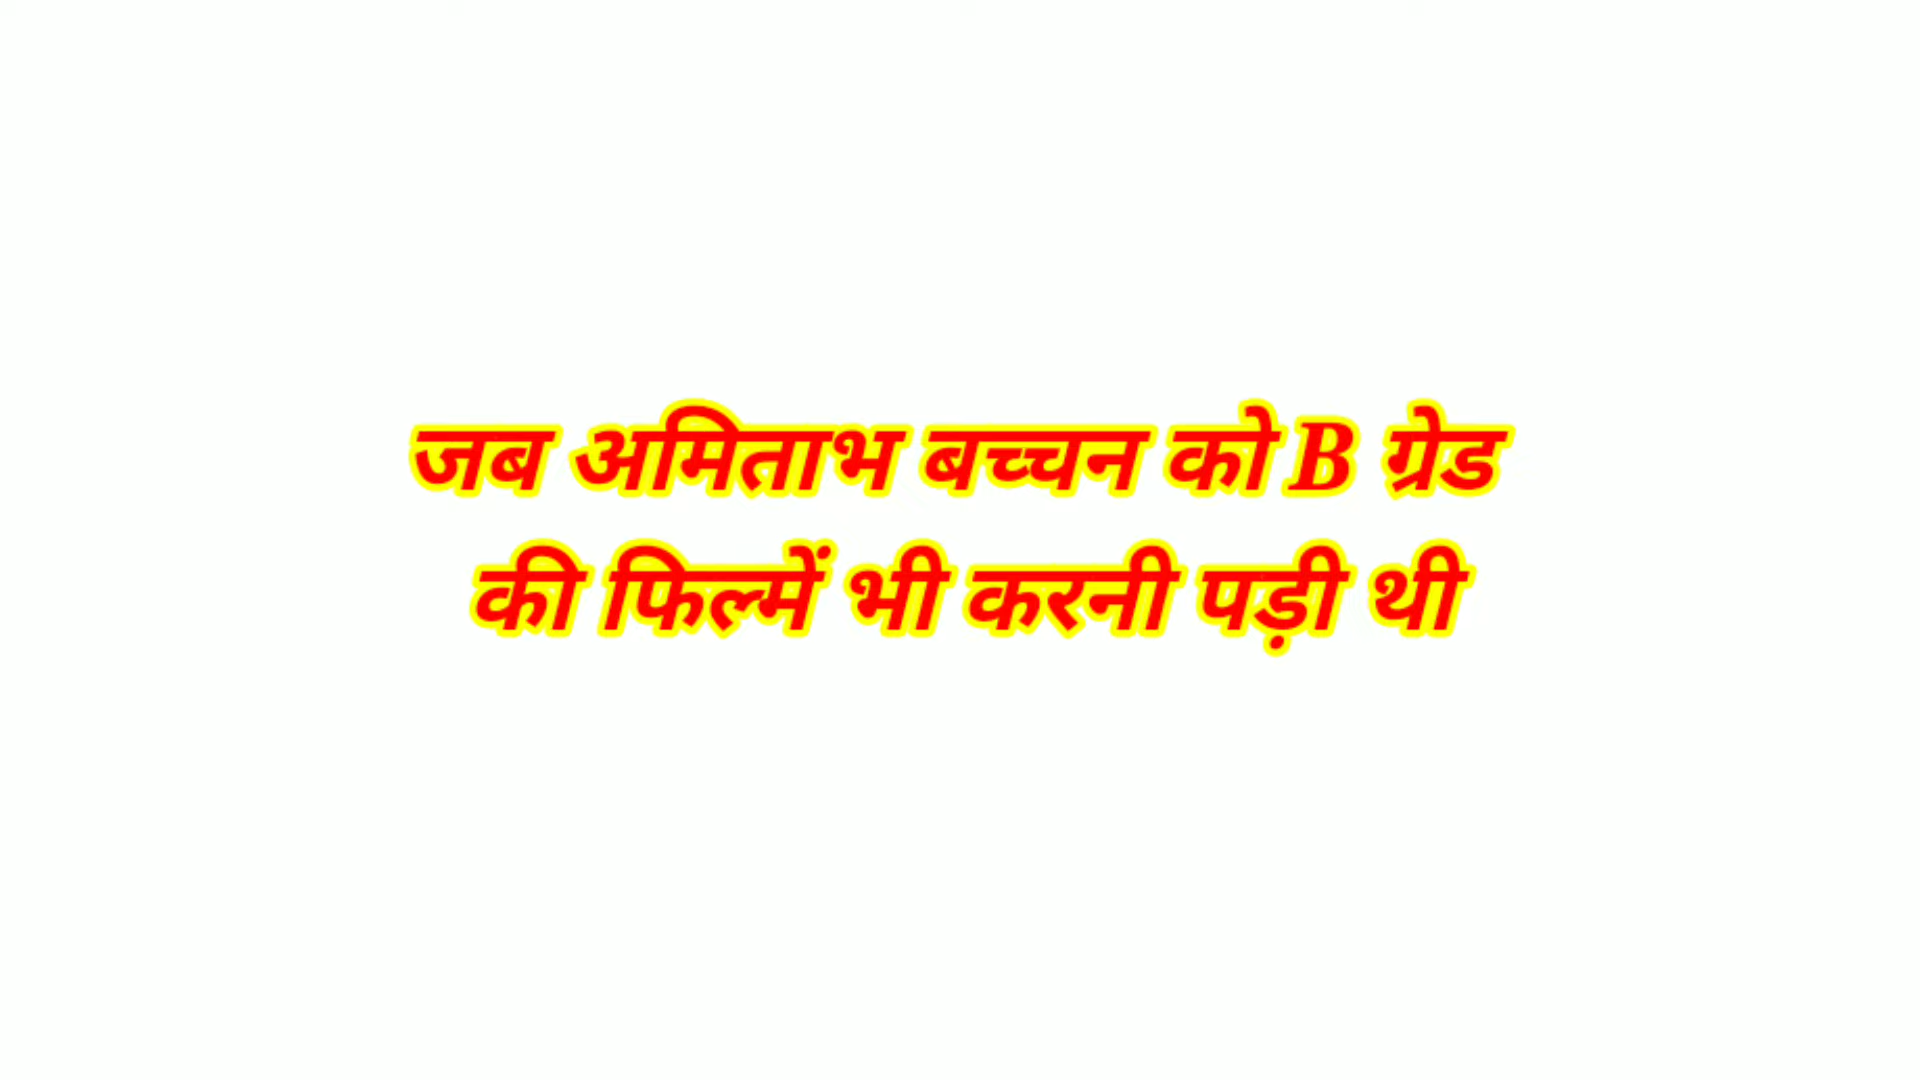 जब अमिताभ बच्चन को B ग्रेड
की फिल्में भी करनी पड़ी थी